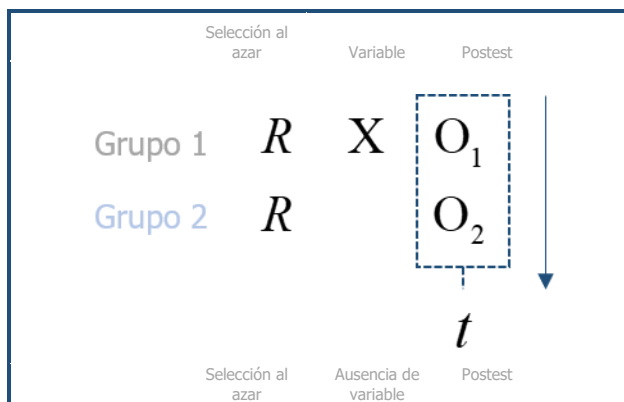 Selección al azar Variable Postest
Grupo 1 R X O₁
Grupo 2 R O₂
t
Selección al azar Ausencia de variable Postest